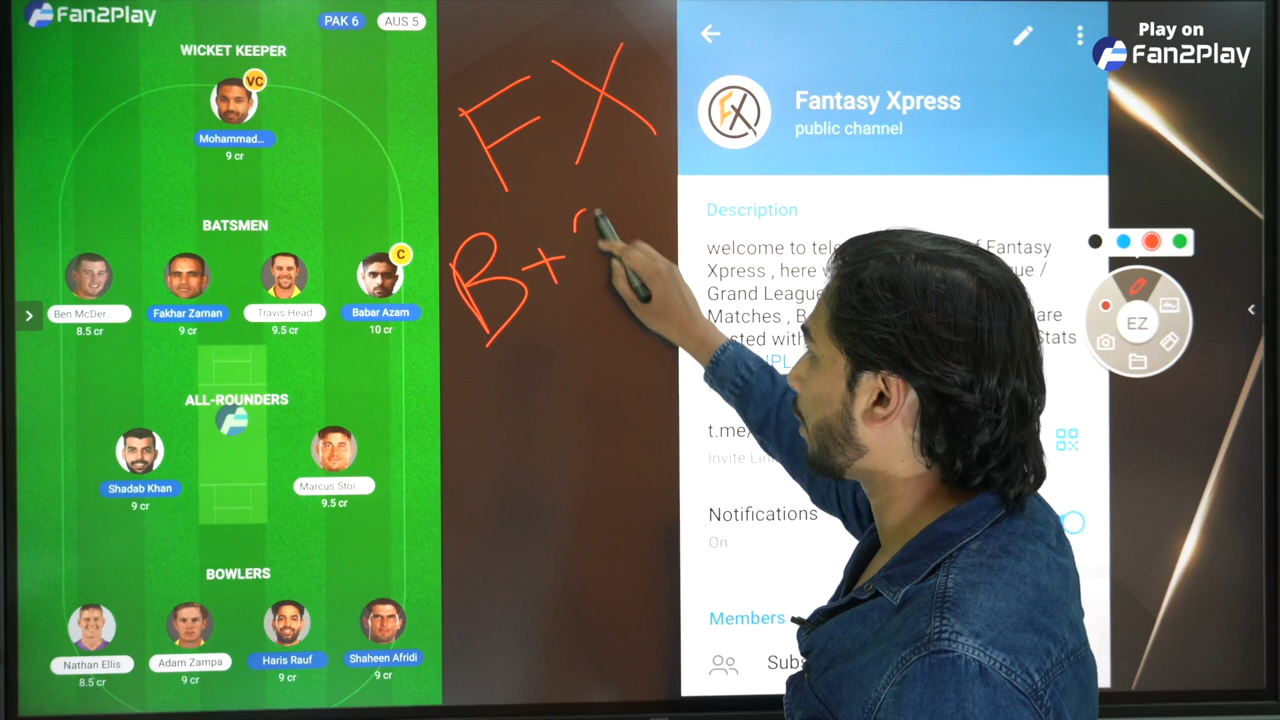 Fan2Play
PAK 6 AUS 5
WICKET KEEPER
VC
Mohammad...
9 cr
BATSMEN
C
Ben McDer... Fakhar Zaman Travis Head Babar Azam
8.5 cr 9 cr 9.5 cr 10 cr
ALL-ROUNDERS
Shadab Khan Marcus Stoi
9 cr 9.5 cr
BOWLERS
Nathan Ellis Adam Zampa Haris Rauf Shaheen Afridi
8.5 cr 9 cr 9 cr 9 cr
FX
B+
FX
Fantasy Xpress
public channel
Description
welcome to Fantasy
Xpress , here
Grand League
Matches ,
with Stats
t.me/
Invite
Notifications
On
Members
Play on
Fan2Play
EZ